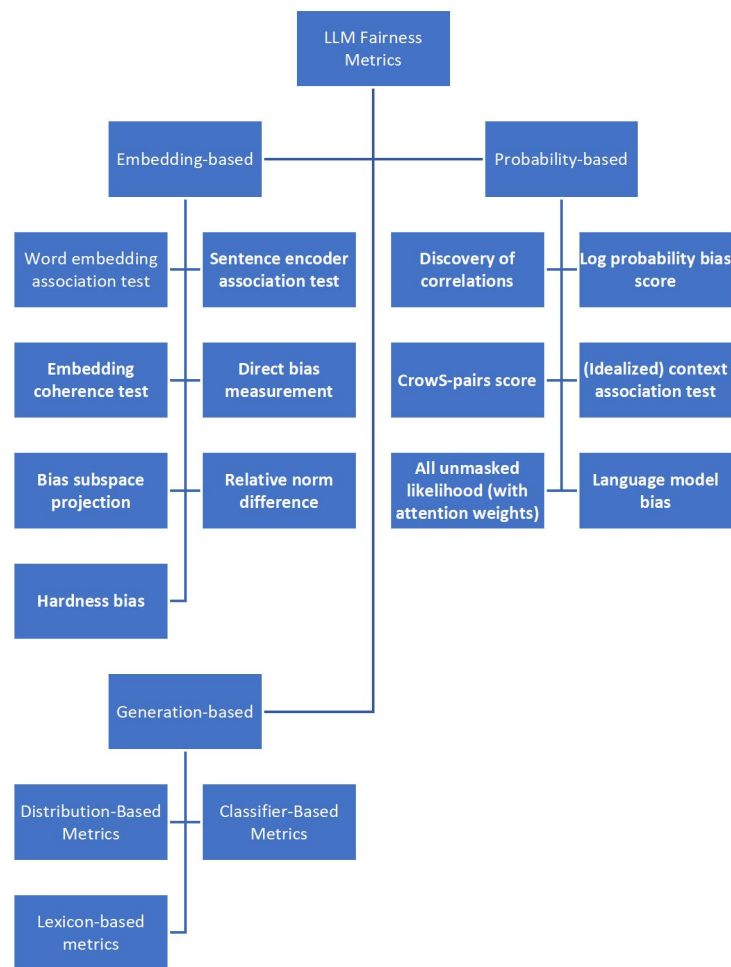 LLM Fairness
Metrics
Embedding-based
Probability-based
Word embedding
association test
Sentence encoder
association test
Discovery of
correlations
Log probability bias
score
Embedding
coherence test
Direct bias
measurement
CrowS-pairs score
(Idealized) context
association test
Bias subspace
projection
Relative norm
difference
All unmasked
likelihood (with
attention weights)
Language model
bias
Hardness bias
Generation-based
Distribution-Based
Metrics
Classifier-Based
Metrics
Lexicon-based
metrics